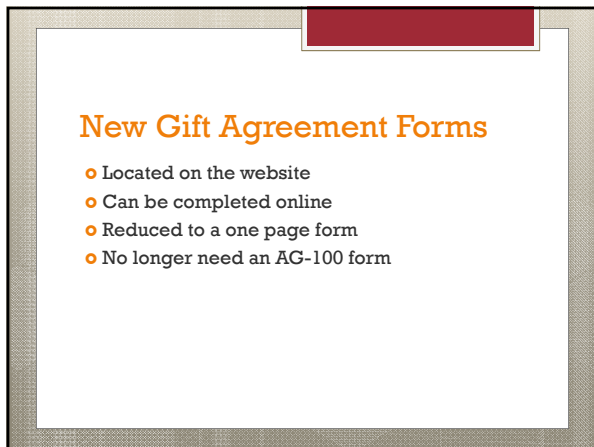 New Gift Agreement Forms
Located on the website
Can be completed online
Reduced to a one page form
No longer need an AG-100 form